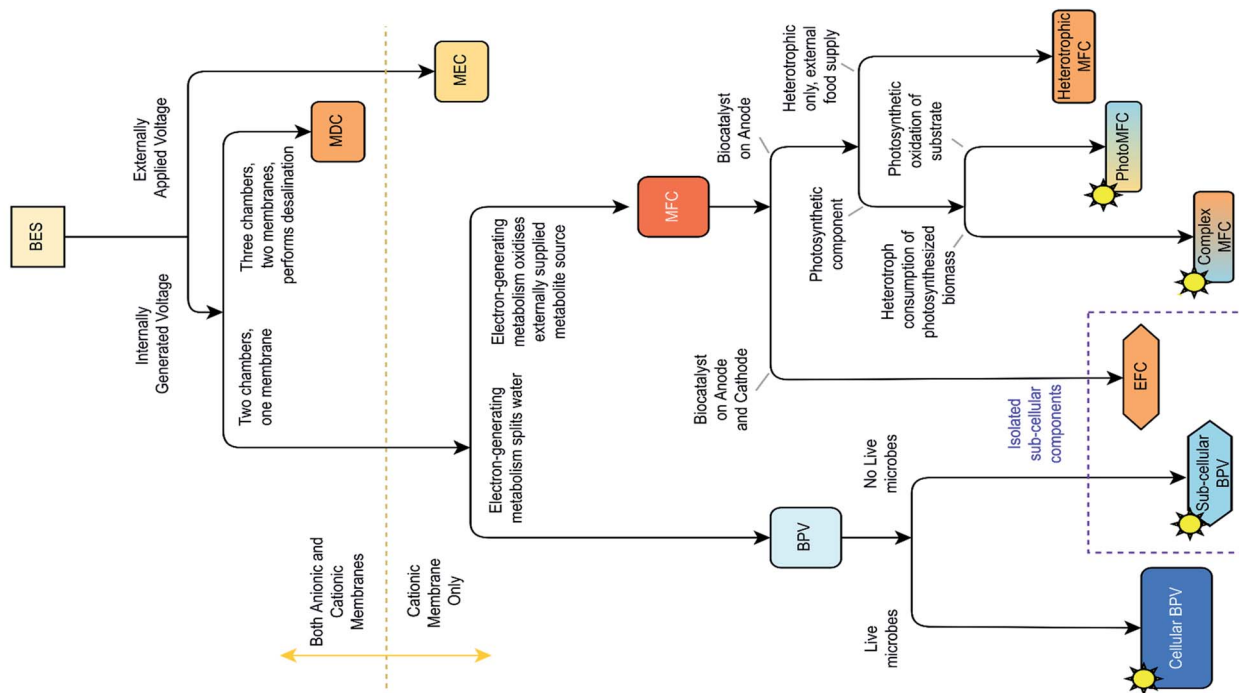 BES
Internally
Generated Voltage
Externally
Applied Voltage
Two chambers,
one membrane
Three chambers,
two membranes,
performs desalination
MDC
MEC
Both Anionic and
Cationic
Membranes
Cationic
Membrane
Only
Electron-generating
metabolism splits water
Electron-generating
metabolism oxidises
externally supplied
metabolite source
BPV
MFC
Live
microbes
No Live
microbes
Biocatalyst
on Anode
and Cathode
Biocatalyst
on Anode
Photosynthetic
component
Heterotrophic
only, external
food supply
Heterotroph
consumption of
photosynthesized
biomass
Photosynthetic
oxidation of
substrate
Isolated
sub-cellular
components
Cellular BPV
Sub-cellular
BPV
EFC
Complex
MFC
PhotoMFC
Heterotrophic
MFC